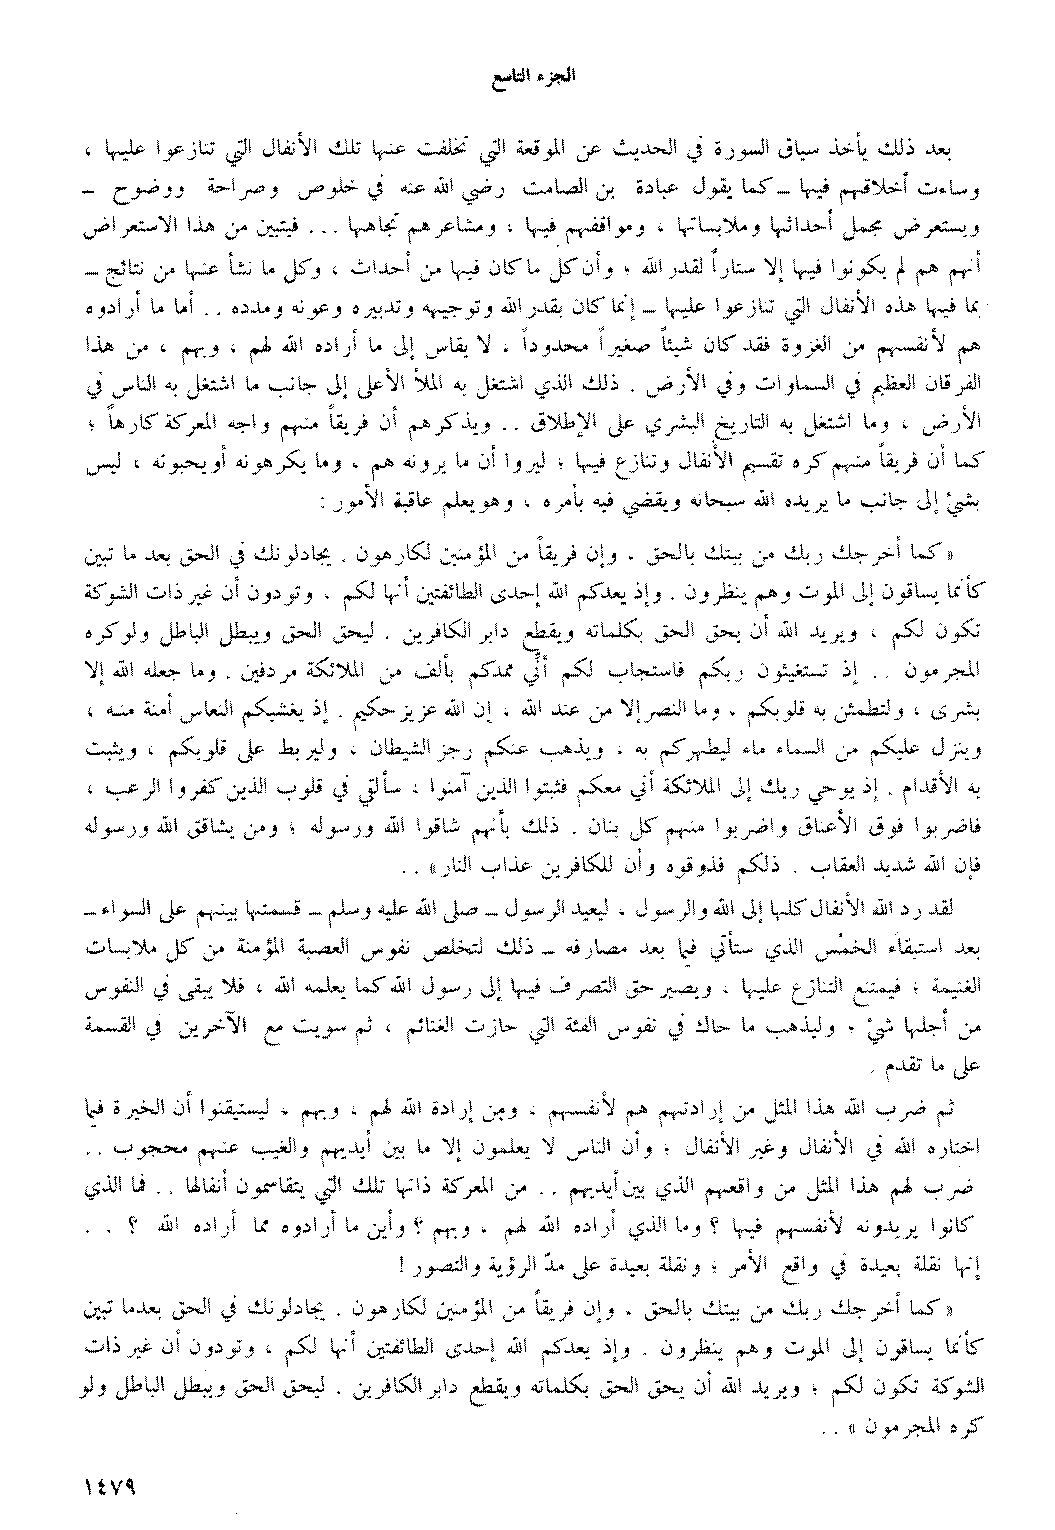 الجزء التاسع
بعد ذلك يأخذ سياق السورة في الحديث عن الموقعة التي تخلفت عنها تلك الأنفال التي تنازعوا عليها ،
وساءت أخلاقهم فيها – كما يقول عبادة بن الصامت رضي الله عنه في خلوص وصراحة ووضوح –
ويستعرض مجمل أحداثها وملابساتها ، ومواقفهم فيها ، ومشاعرهم تجاهها ... فيتبين من هذا الاستعراض
أنهم هم لم يكونوا فيها إلا ستاراً لقدر الله ؛ وأن كل ما كان فيها من أحداث ، وكل ما نشأ عنها من نتائج –
بما فيها هذه الأنفال التي تنازعوا عليها – إنما كان بقدر الله وتوجيهه وتدبيره وعونه ومدده .. أما ما أرادوه
هم لأنفسهم من الغزوة فقد كان شيئاً صغيراً محدوداً ، لا يقاس إلى ما أراده الله لهم ، وبهم ، من هذا
الفرقان العظيم في السماوات وفي الأرض . ذلك الذي اشتغل به الملأ الأعلى إلى جانب ما اشتغل به الناس في
الأرض ، وما اشتغل به التاريخ البشري على الإطلاق .. ويذكرهم أن فريقاً منهم واجه المعركة كارهاً ؛
كما أن فريقاً منهم كره تقسيم الأنفال وتنازع فيها ؛ ليروا أن ما يرونه هم ، وما يكرهونه أويحبونه ، ليس
بشيء إلى جانب ما يريده الله سبحانه ويقضي فيه بأمره ، وهو يعلم عاقبة الأمور :
« كما أخرجك ربك من بيتك بالحق ، وإن فريقاً من المؤمنين لكارهون . يجادلونك في الحق بعد ما تبين
كأنما يساقون إلى الموت وهم ينظرون . وإذ يعدكم الله إحدى الطائفتين أنها لكم ، وتودون أن غير ذات الشوكة
تكون لكم ، ويريد الله أن يحق الحق بكلماته ويقطع دابر الكافرين . ليحق الحق ويبطل الباطل ولو كره
المجرمون .. إذ تستغيثون ربكم فاستجاب لكم أنّي ممدكم بألف من الملائكة مردفين . وما جعله الله إلا
بشرى ، ولتطمئن به قلوبكم ، وما النصر إلا من عند الله ، إن الله عزيز حكيم . إذ يغشيكم النعاس أمنة منه ،
وينزل عليكم من السماء ماء ليطهركم به ، ويذهب عنكم رجز الشيطان ، وليربط على قلوبكم ، ويثبت
به الأقدام . إذ يوحي ربك إلى الملائكة أني معكم فثبتوا الذين آمنوا ، سألقي في قلوب الذين كفروا الرعب ،
فاضربوا فوق الأعناق واضربوا منهم كل بنان . ذلك بأنهم شاقوا الله ورسوله ؛ ومن يشاقق الله ورسوله
فإن الله شديد العقاب . ذلكم فذوقوه وأن للكافرين عذاب النار » ..
لقد رد الله الأنفال كلها إلى الله والرسول ، ليعيد الرسول – صلى الله عليه وسلم – قسمتها بينهم على السواء –
بعد استبقاء الخمس الذي ستأتي فيما بعد مصارفه – ذلك لتخلص نفوس العصبة المؤمنة من كل ملابسات
الغنيمة ؛ فيمتنع التنازع عليها ، ويصير حق التصرف فيها إلى رسول الله كما يعلمه الله ، فلا يبقى في النفوس
من أجلها شيء ، وليذهب ما حاك في نفوس الفئة التي حازت الغنائم ، ثم سويت مع الآخرين في القسمة
على ما تقدم .
ثم ضرب الله هذا المثل من إرادتهم هم لأنفسهم ، ومن إرادة الله لهم ، وبهم ، ليستيقنوا أن الخيرة فيما
اختاره الله في الأنفال وغير الأنفال ؛ وأن الناس لا يعلمون إلا ما بين أيديهم والغيب عنهم محجوب ..
ضرب لهم هذا المثل من واقعهم الذي بين أيديهم .. من المعركة ذاتها تلك التي يتقاسمون أنفالها .. فما الذي
كانوا يريدونه لأنفسهم فيها ؟ وما الذي أراده الله لهم ، وبهم ؟ وأين ما أرادوه مما أراده الله ؟ . .
إنها نقلة بعيدة في واقع الأمر ؛ ونقلة بعيدة على مدّ الرؤية والتصور !
« كما أخرجك ربك من بيتك بالحق ، وإن فريقاً من المؤمنين لكارهون . يجادلونك في الحق بعدما تبين
كأنما يساقون إلى الموت وهم ينظرون . وإذ يعدكم الله إحدى الطائفتين أنها لكم ، وتودون أن غير ذات
الشوكة تكون لكم ؛ ويريد الله أن يحق الحق بكلماته ويقطع دابر الكافرين . ليحق الحق ويبطل الباطل ولو
كره المجرمون » ..
١٤٧٩